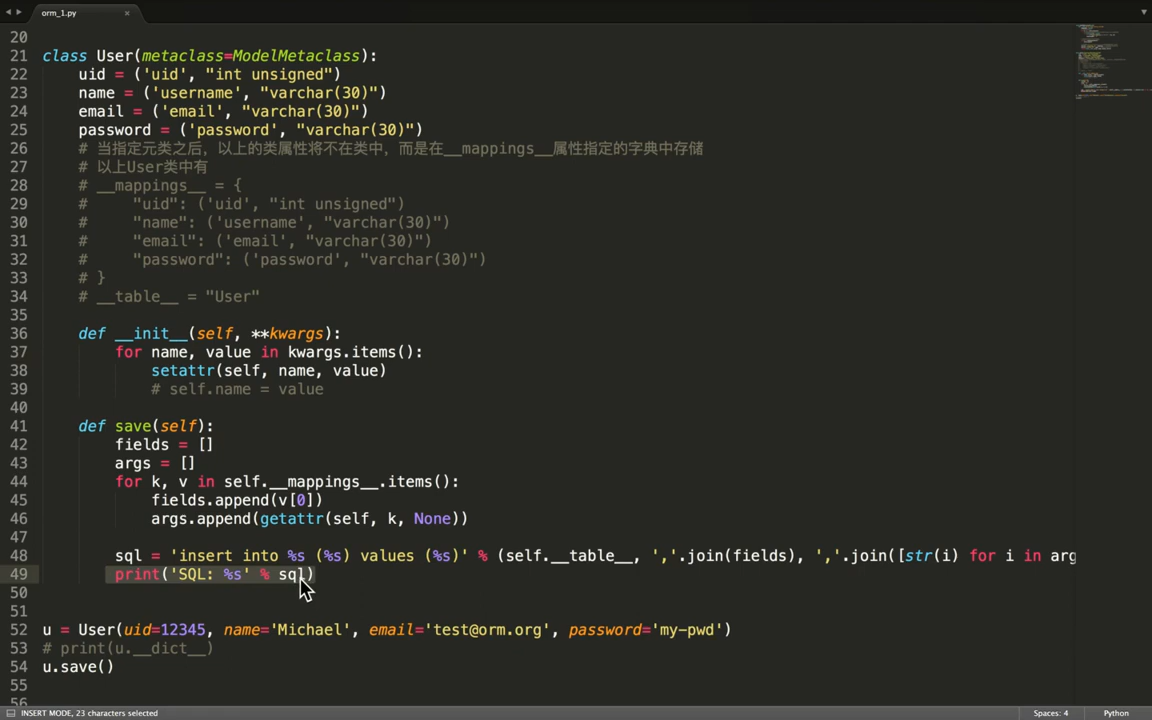 orm_1.py
20
21 class User(metaclass=ModelMetaclass):
22     uid = ('uid', "int unsigned")
23     name = ('username', "varchar(30)")
24     email = ('email', "varchar(30)")
25     password = ('password', "varchar(30)")
26     # 当指定元类之后，以上的类属性将不在类中，而是在__mappings__属性指定的字典中存储
27     # 以上User类中有
28     # __mappings__ = {
29     #     "uid": ('uid', "int unsigned")
30     #     "name": ('username', "varchar(30)")
31     #     "email": ('email', "varchar(30)")
32     #     "password": ('password', "varchar(30)")
33     # }
34     # __table__ = "User"
35
36     def __init__(self, **kwargs):
37         for name, value in kwargs.items():
38             setattr(self, name, value)
39             # self.name = value
40
41     def save(self):
42         fields = []
43         args = []
44         for k, v in self.__mappings__.items():
45             fields.append(v[0])
46             args.append(getattr(self, k, None))
47
48         sql = 'insert into %s (%s) values (%s)' % (self.__table__, ','.join(fields), ','.join([str(i) for i in arg
49         print('SQL: %s' % sql)
50
51
52 u = User(uid=12345, name='Michael', email='test@orm.org', password='my-pwd')
53 # print(u.__dict__)
54 u.save()
55
56
INSERT MODE, 23 characters selected
Spaces: 4
Python